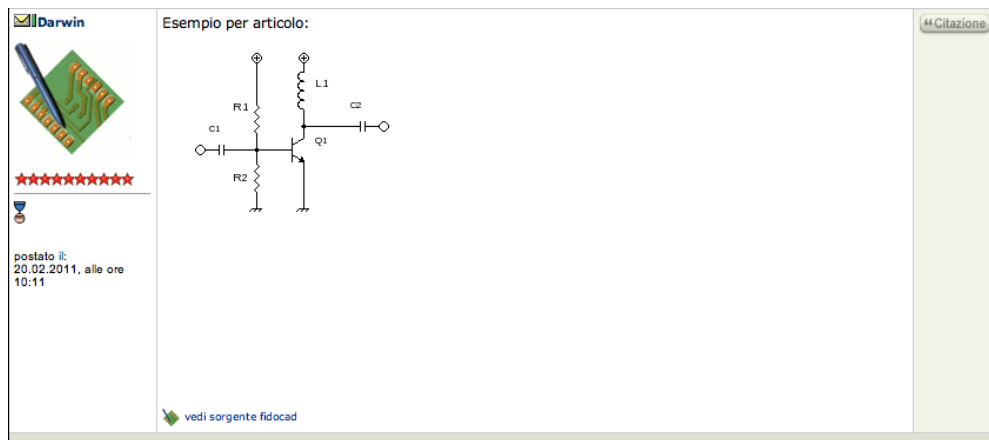 Darwin
Esempio per articolo:
Citazione
L1
R1
C2
C1
Q1
R2
postato il:
20.02.2011, alle ore
10:11
vedi sorgente fidocad